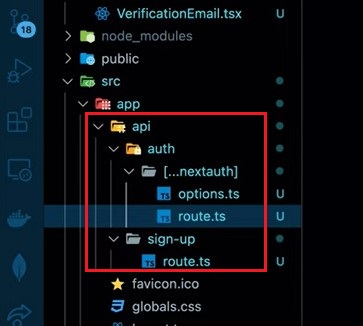 VerificationEmail.tsx U
node_modules
public
src
app
api
auth
[...nextauth]
TS options.ts U
TS route.ts U
sign-up
TS route.ts U
favicon.ico
globals.css U
18